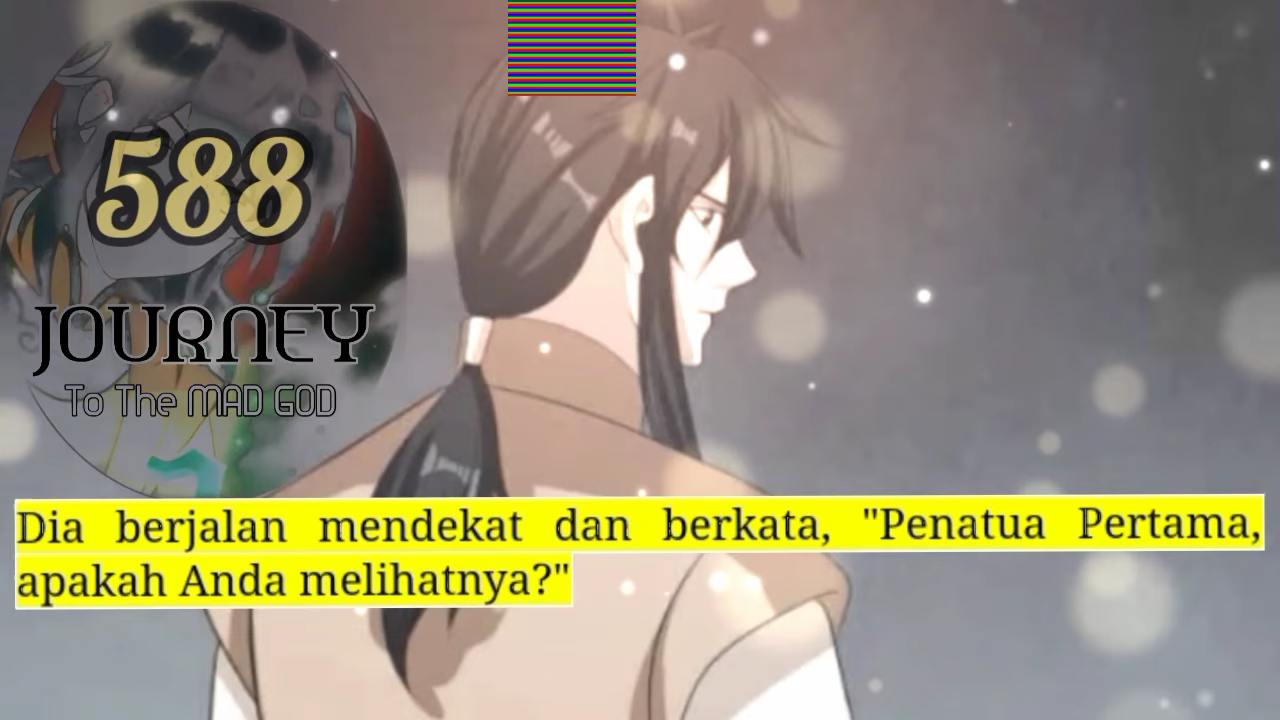 588
JOURNEY
To The MAD GOD
Dia berjalan mendekat dan berkata, "Penatua Pertama,
apakah Anda melihatnya?"